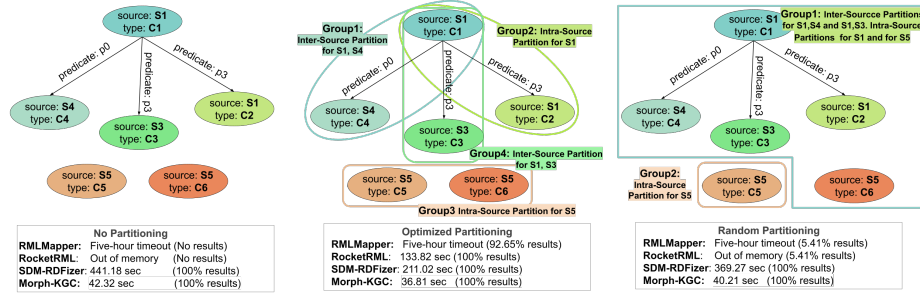 source: S1
type: C1
predicate: p0
predicate: p3
predicate: p3
source: S4
type: C4
source: S3
type: C3
source: S1
type: C2
source: S5
type: C5
source: S5
type: C6
No Partitioning
RMLMapper: Five-hour timeout (No results)
RocketRML: Out of memory (No results)
SDM-RDFizer: 441.18 sec (100% results)
Morph-KGC: 42.32 sec (100% results)
Group1:
Inter-Source Partition
for S1, S4
source: S1
type: C1
Group2: Intra-Source
Partition for S1
predicate: p0
predicate: p3
predicate: p3
source: S4
type: C4
source: S3
type: C3
source: S1
type: C2
Group4: Inter-Source Partition
for S1, S3
source: S5
type: C5
source: S5
type: C6
Group3 Intra-Source Partition for S5
Optimized Partitioning
RMLMapper: Five-hour timeout (92.65% results)
RocketRML: 133.82 sec (100% results)
SDM-RDFizer: 211.02 sec (100% results)
Morph-KGC: 36.81 sec (100% results)
source: S1
type: C1
Group1: Inter-Sercce Partitions
for S1,S4 and S1,S3. Intra-Source
Partitions for S1 and for S5
predicate: p0
predicate: p3
predicate: p3
source: S4
type: C4
source: S3
type: C3
source: S1
type: C2
Group2:
Intra-Source
Partition for S5
source: S5
type: C5
source: S5
type: C6
Random Partitioning
RMLMapper: Five-hour timeout (5.41% results)
RocketRML: Out of memory (5.41% results)
SDM-RDFizer: 369.27 sec (100% results)
Morph-KGC: 40.21 sec (100% results)